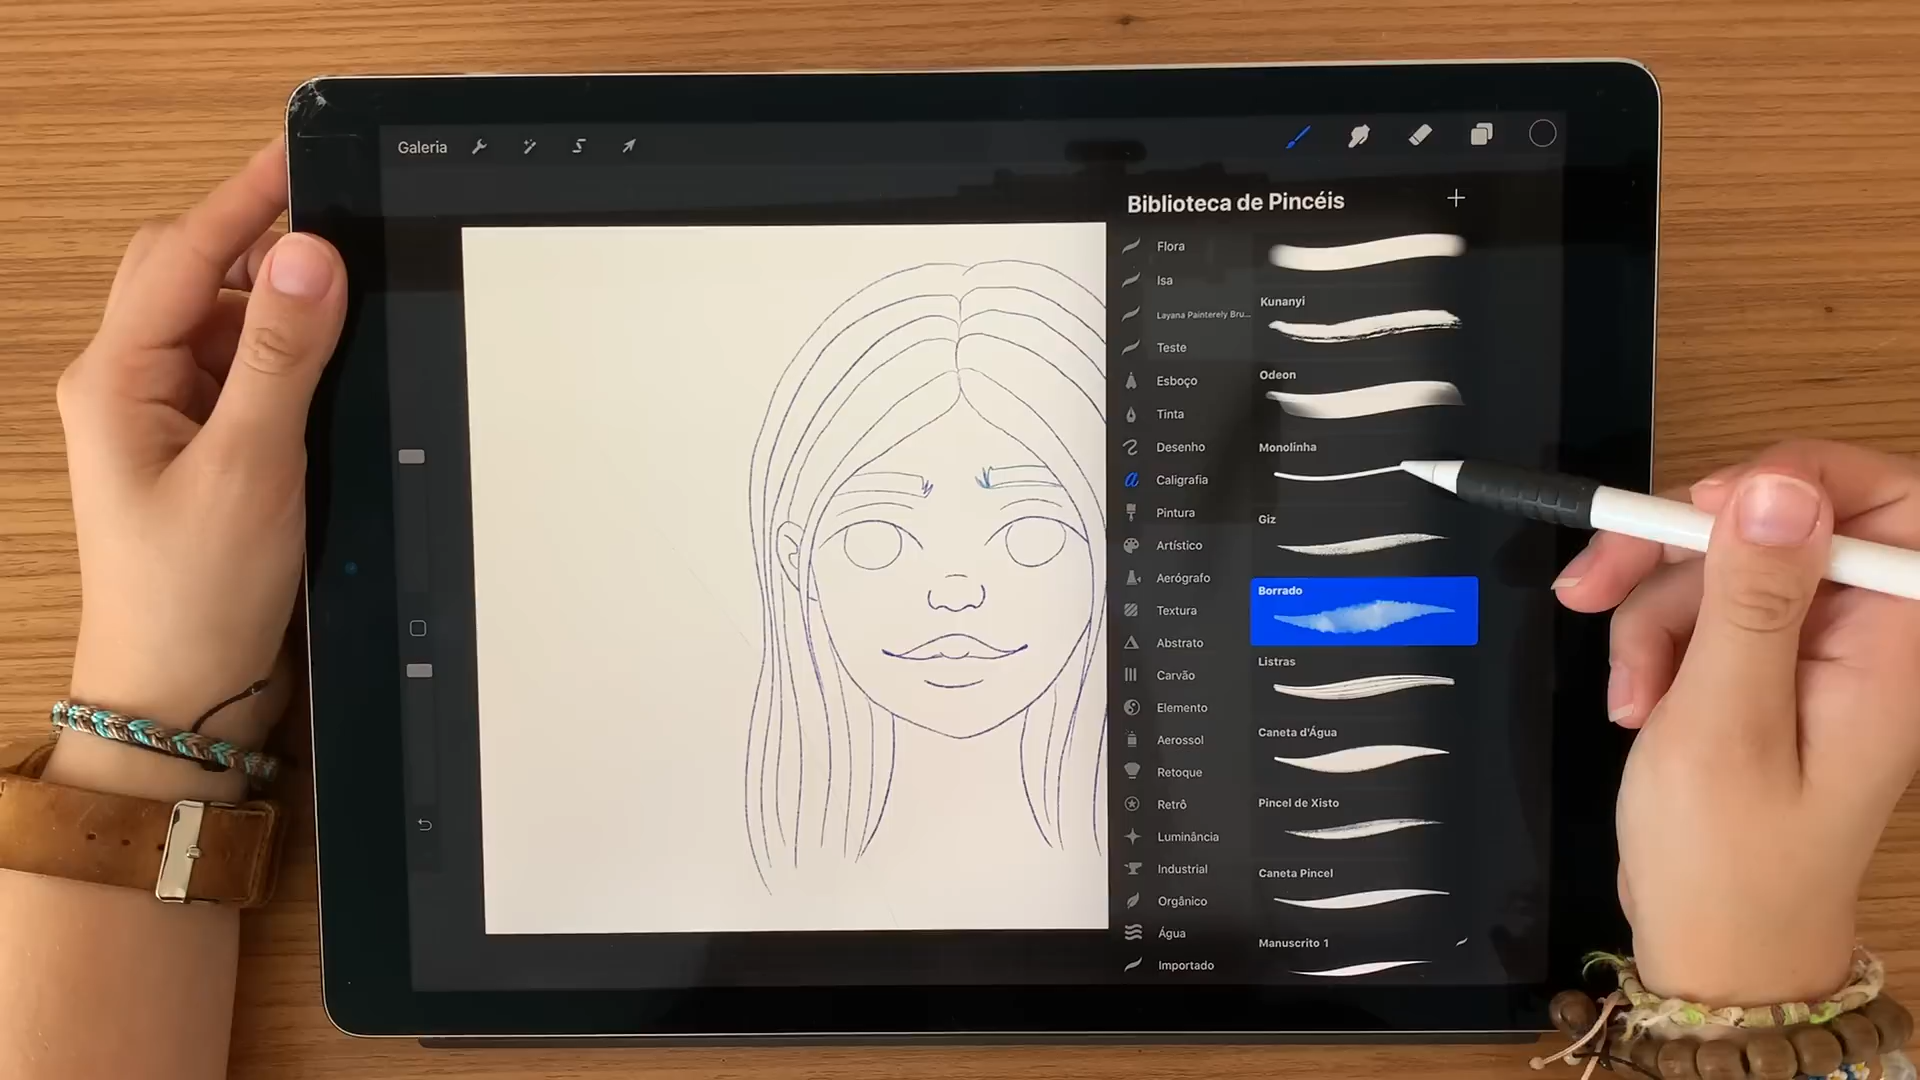 Galeria
Biblioteca de Pincéis
Flora
Isa
Layana Painterely Bru...
Teste
Esboço
Tinta
Desenho
Caligrafia
Pintura
Artístico
Aerógrafo
Textura
Abstrato
Carvão
Elemento
Aerossol
Retoque
Retrô
Luminância
Industrial
Orgânico
Água
Importado
Kunanyi
Odeon
Monolinha
Giz
Borrado
Listras
Caneta d'Água
Pincel de Xisto
Caneta Pincel
Manuscrito 1